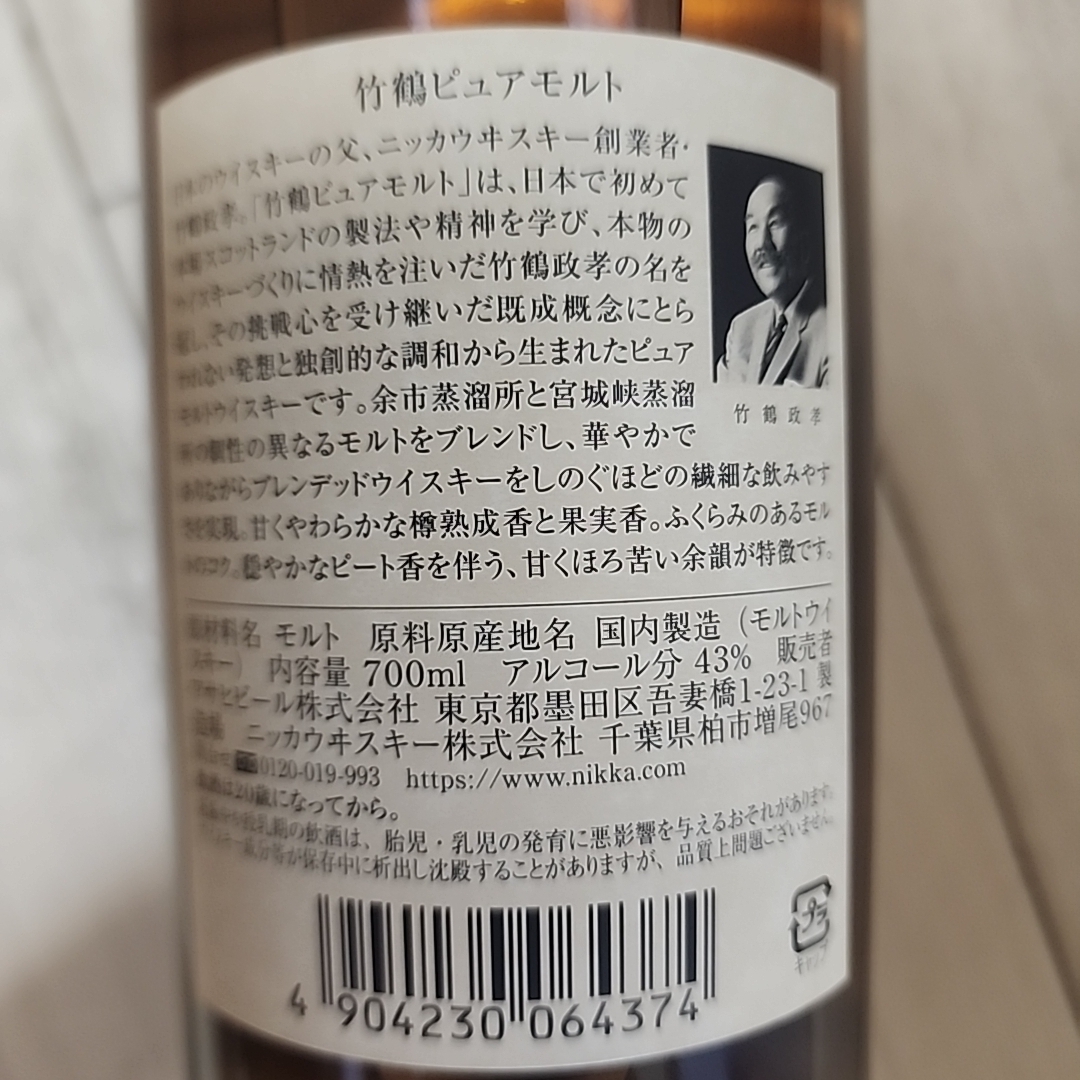 竹鶴ピュアモルト
日本のウイスキーの父、ニッカウヰスキー創業者・
竹鶴政孝。「竹鶴ピュアモルト」は、日本で初めて
スコットランドの製法や精神を学び、本物の
ウイスキーづくりに情熱を注いだ竹鶴政孝の名を
その挑戦心を受け継いだ既成概念にとら
われない発想と独創的な調和から生まれたピュア
モルトウイスキーです。余市蒸溜所と宮城峡蒸溜
所の個性の異なるモルトをブレンドし、華やかで
ありながらブレンデッドウイスキーをしのぐほどの繊細な飲みやす
さを実現。甘くやわらかな樽熟成香と果実香。ふくらみのあるモル
トのコク。穏やかなピート香を伴う、甘くほろ苦い余韻が特徴です。
竹鶴政孝
原材料名 モルト 原料原産地名 国内製造（モルトウイ
スキー） 内容量 700ml アルコール分 43% 販売者
アサヒビール株式会社 東京都墨田区吾妻橋1-23-1 製
造場 ニッカウヰスキー株式会社 千葉県柏市増尾967
0120-019-993 https://www.nikka.com
飲酒は20歳になってから。
授乳期の飲酒は、胎児・乳児の発育に悪影響を与えるおそれがあります。
が保存中に析出し沈殿することがありますが、品質上問題ございません。
プラ
キャップ
4 904230 064374